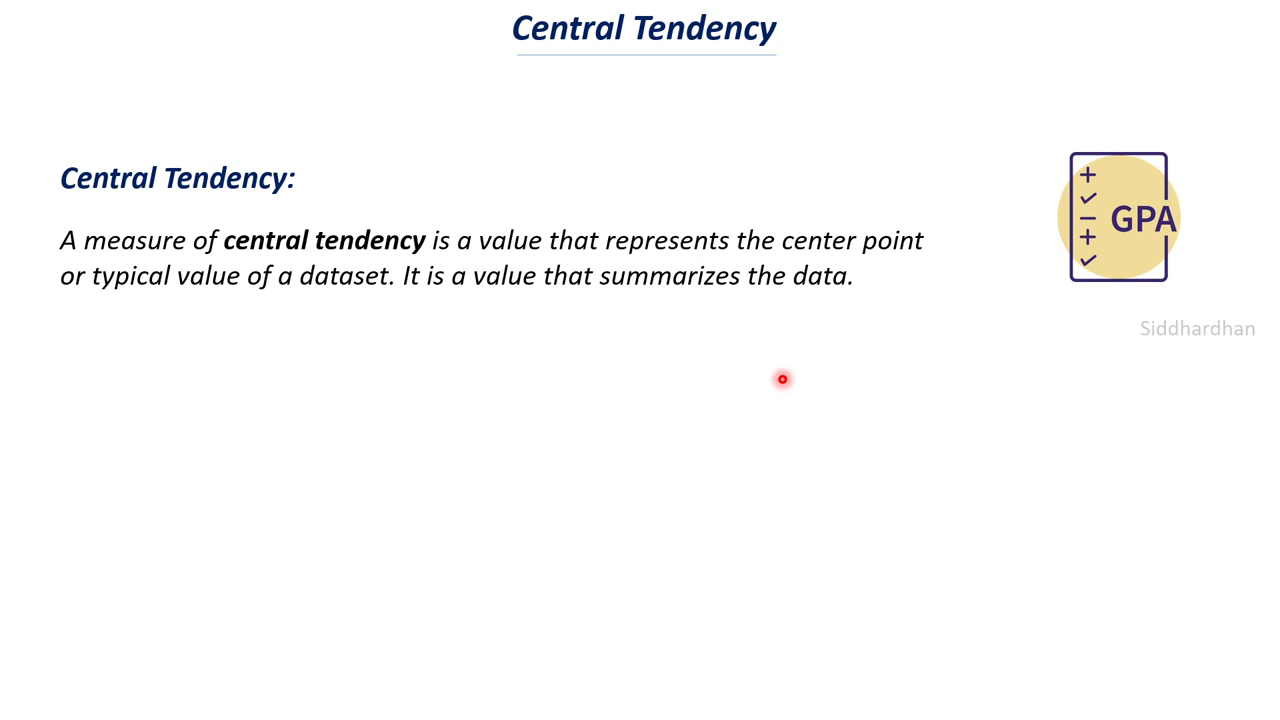 Central Tendency
Central Tendency:
A measure of central tendency is a value that represents the center point
or typical value of a dataset. It is a value that summarizes the data.
GPA
Siddhardhan